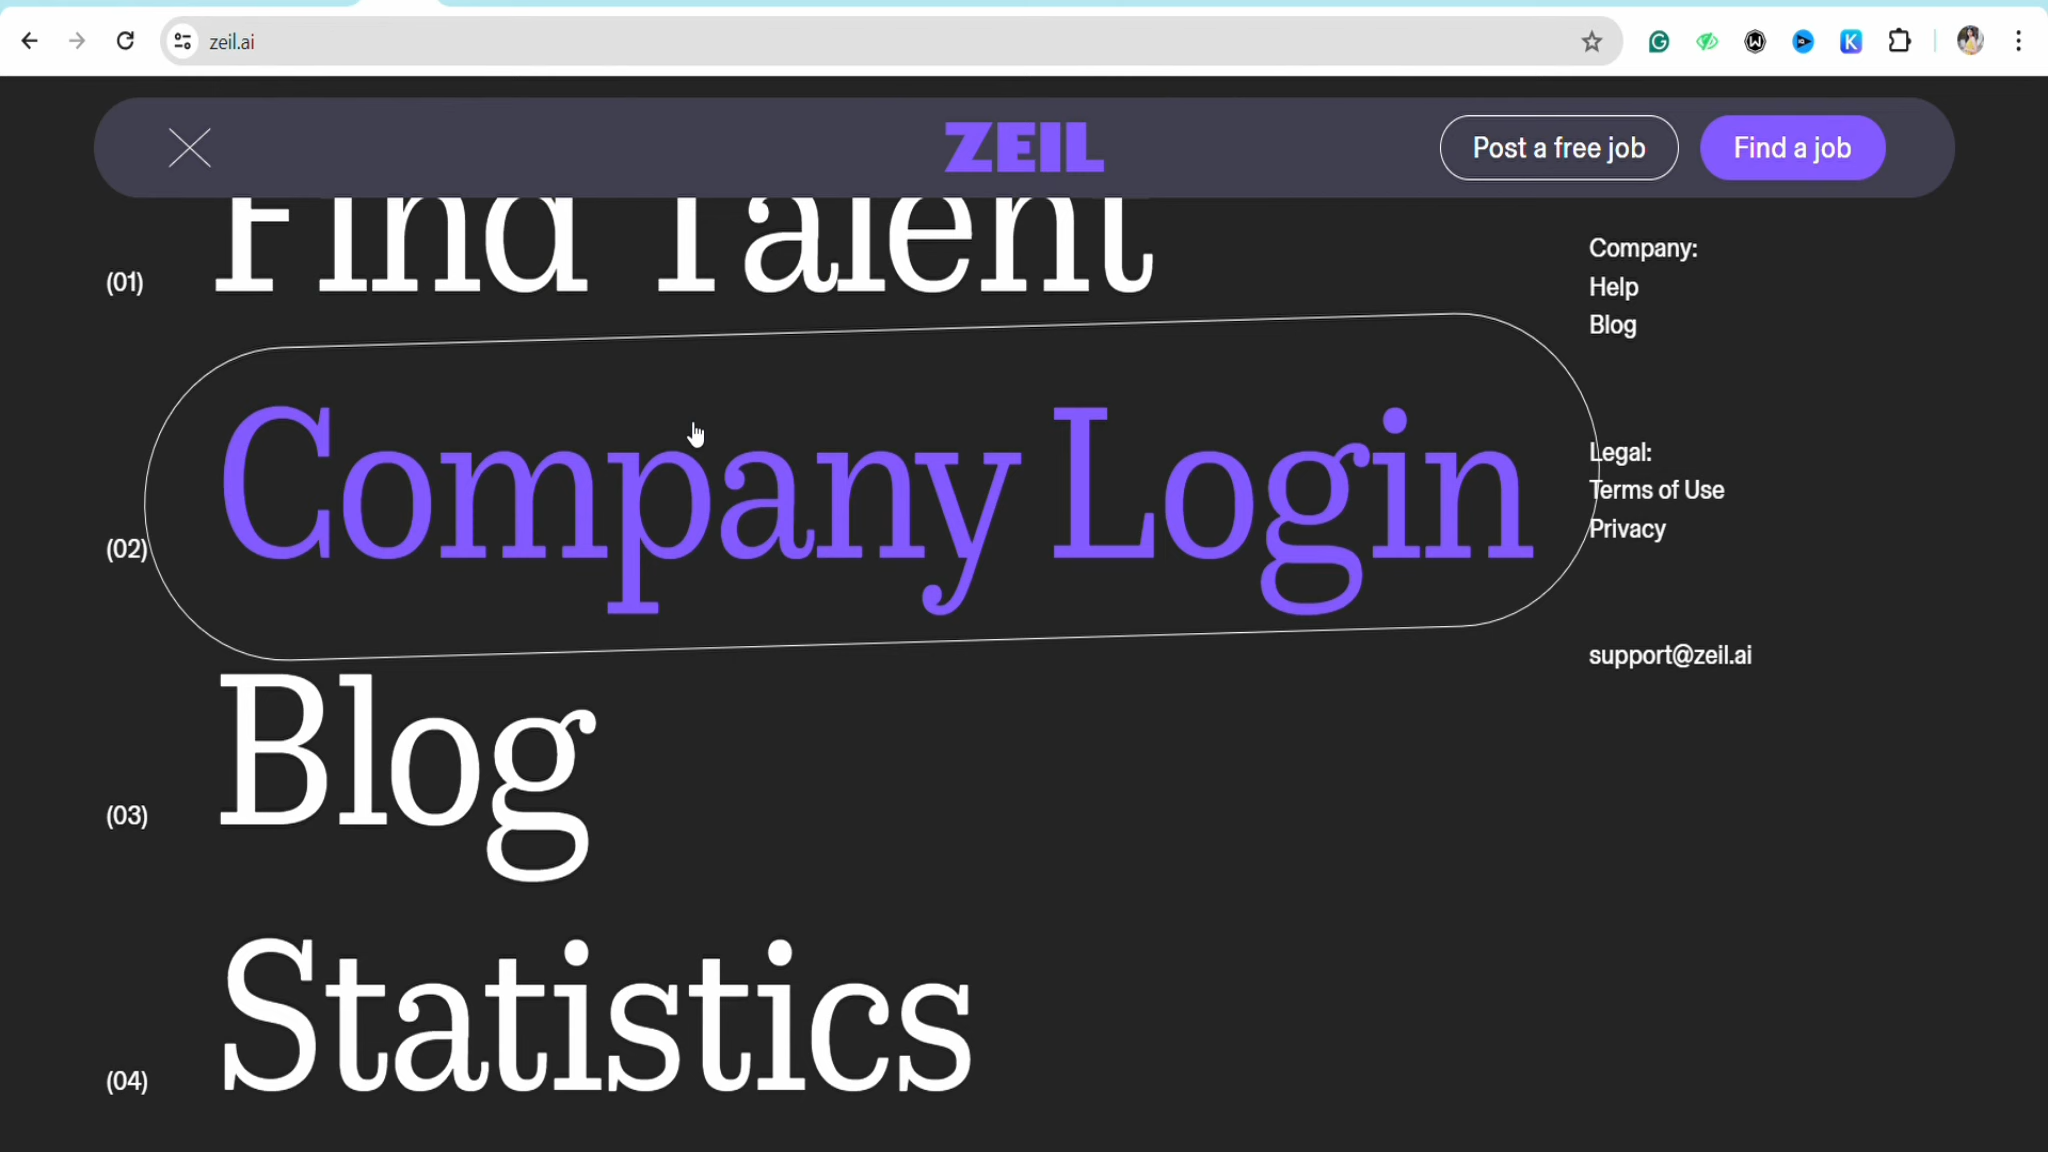 zeil.ai
ZEIL
Post a free job
Find a job
(01)
Find Talent
(02)
Company Login
(03)
Blog
(04)
Statistics
Company:
Help
Blog
Legal:
Terms of Use
Privacy
support@zeil.ai